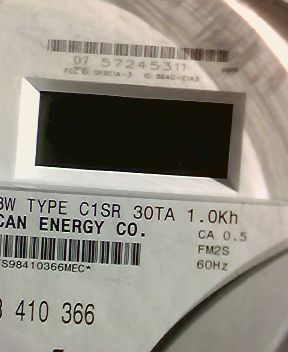 07 57245311
3W TYPE C1SR 30TA 1.0Kh
CAN ENERGY CO.
CA 0.5
FM2S
60Hz
S98410366MEC*
410 366